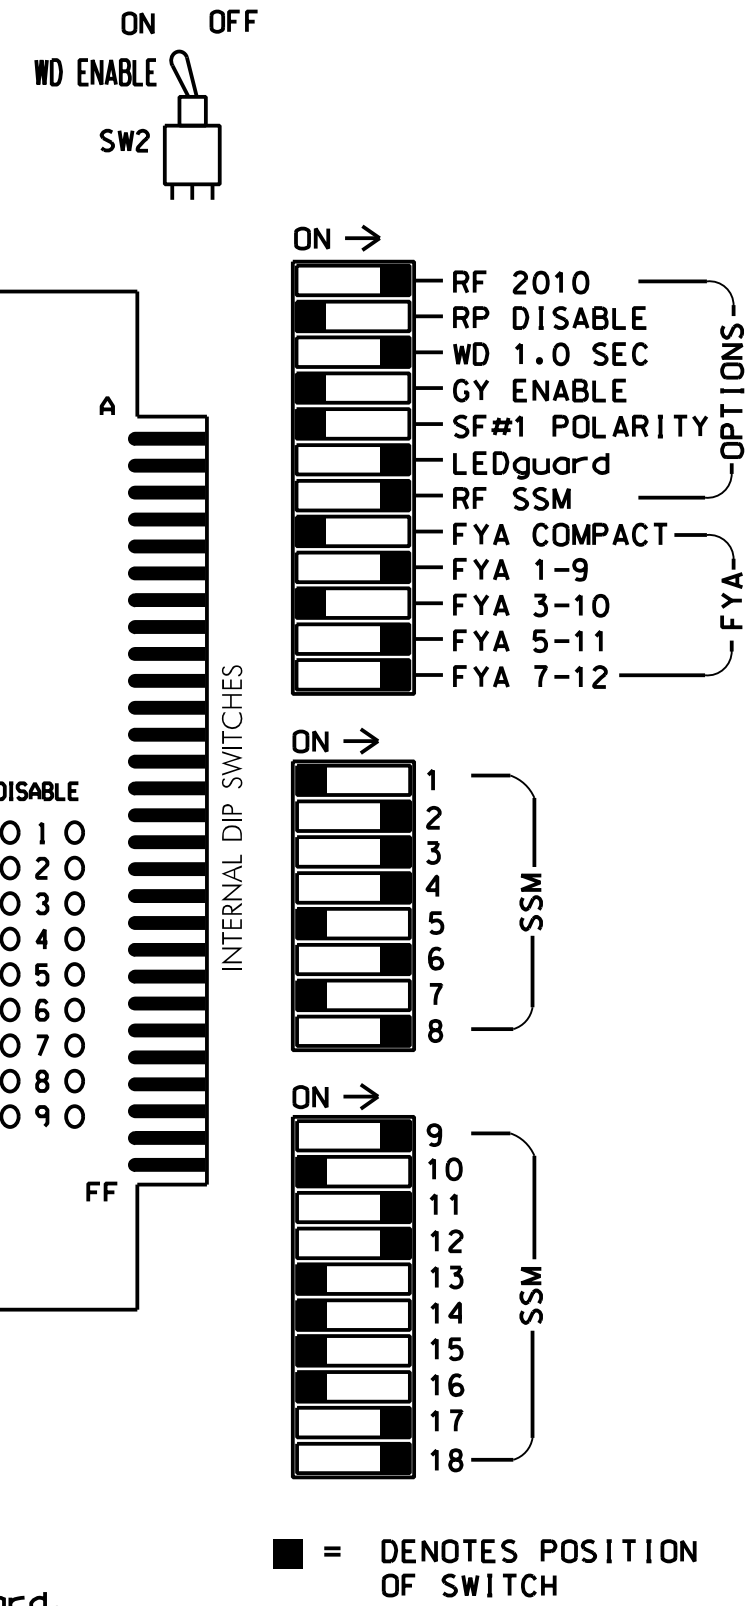 ON OFF
WD ENABLE
SW2
ON
RF 2010
RP DISABLE
WD 1.0 SEC
GY ENABLE
SF#1 POLARITY
LEDguard
RF SSM
OPTIONS
FYA COMPACT
FYA 1-9
FYA 3-10
FYA 5-11
FYA 7-12
FYA
A
FF
INTERNAL DIP SWITCHES
DISABLE
1
2
3
4
5
6
7
8
9
ON
1
2
3
4
5
6
7
8
SSM
ON
9
10
11
12
13
14
15
16
17
18
SSM
= DENOTES POSITION
OF SWITCH